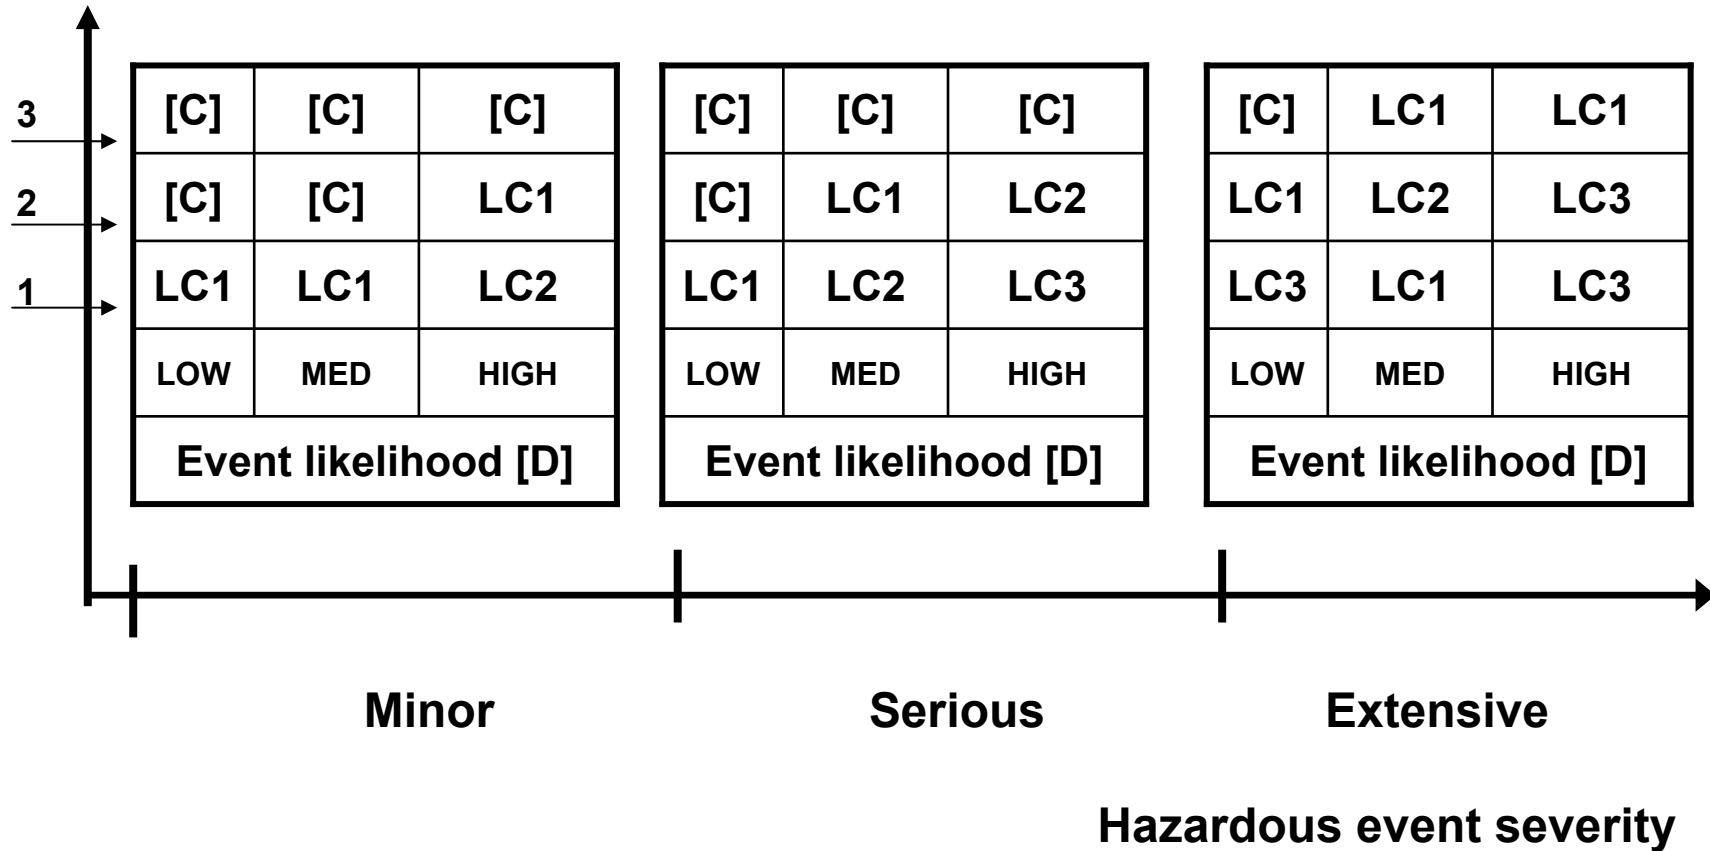 3 [C] [C] [C] [C] [C] [C] [C] LC1 LC1
2 [C] [C] LC1 [C] LC1 LC2 LC1 LC2 LC3
1 LC1 LC1 LC2 LC1 LC2 LC3 LC3 LC1 LC3
LOW MED HIGH LOW MED HIGH LOW MED HIGH
Event likelihood [D] Event likelihood [D] Event likelihood [D]
Minor Serious Extensive
Hazardous event severity